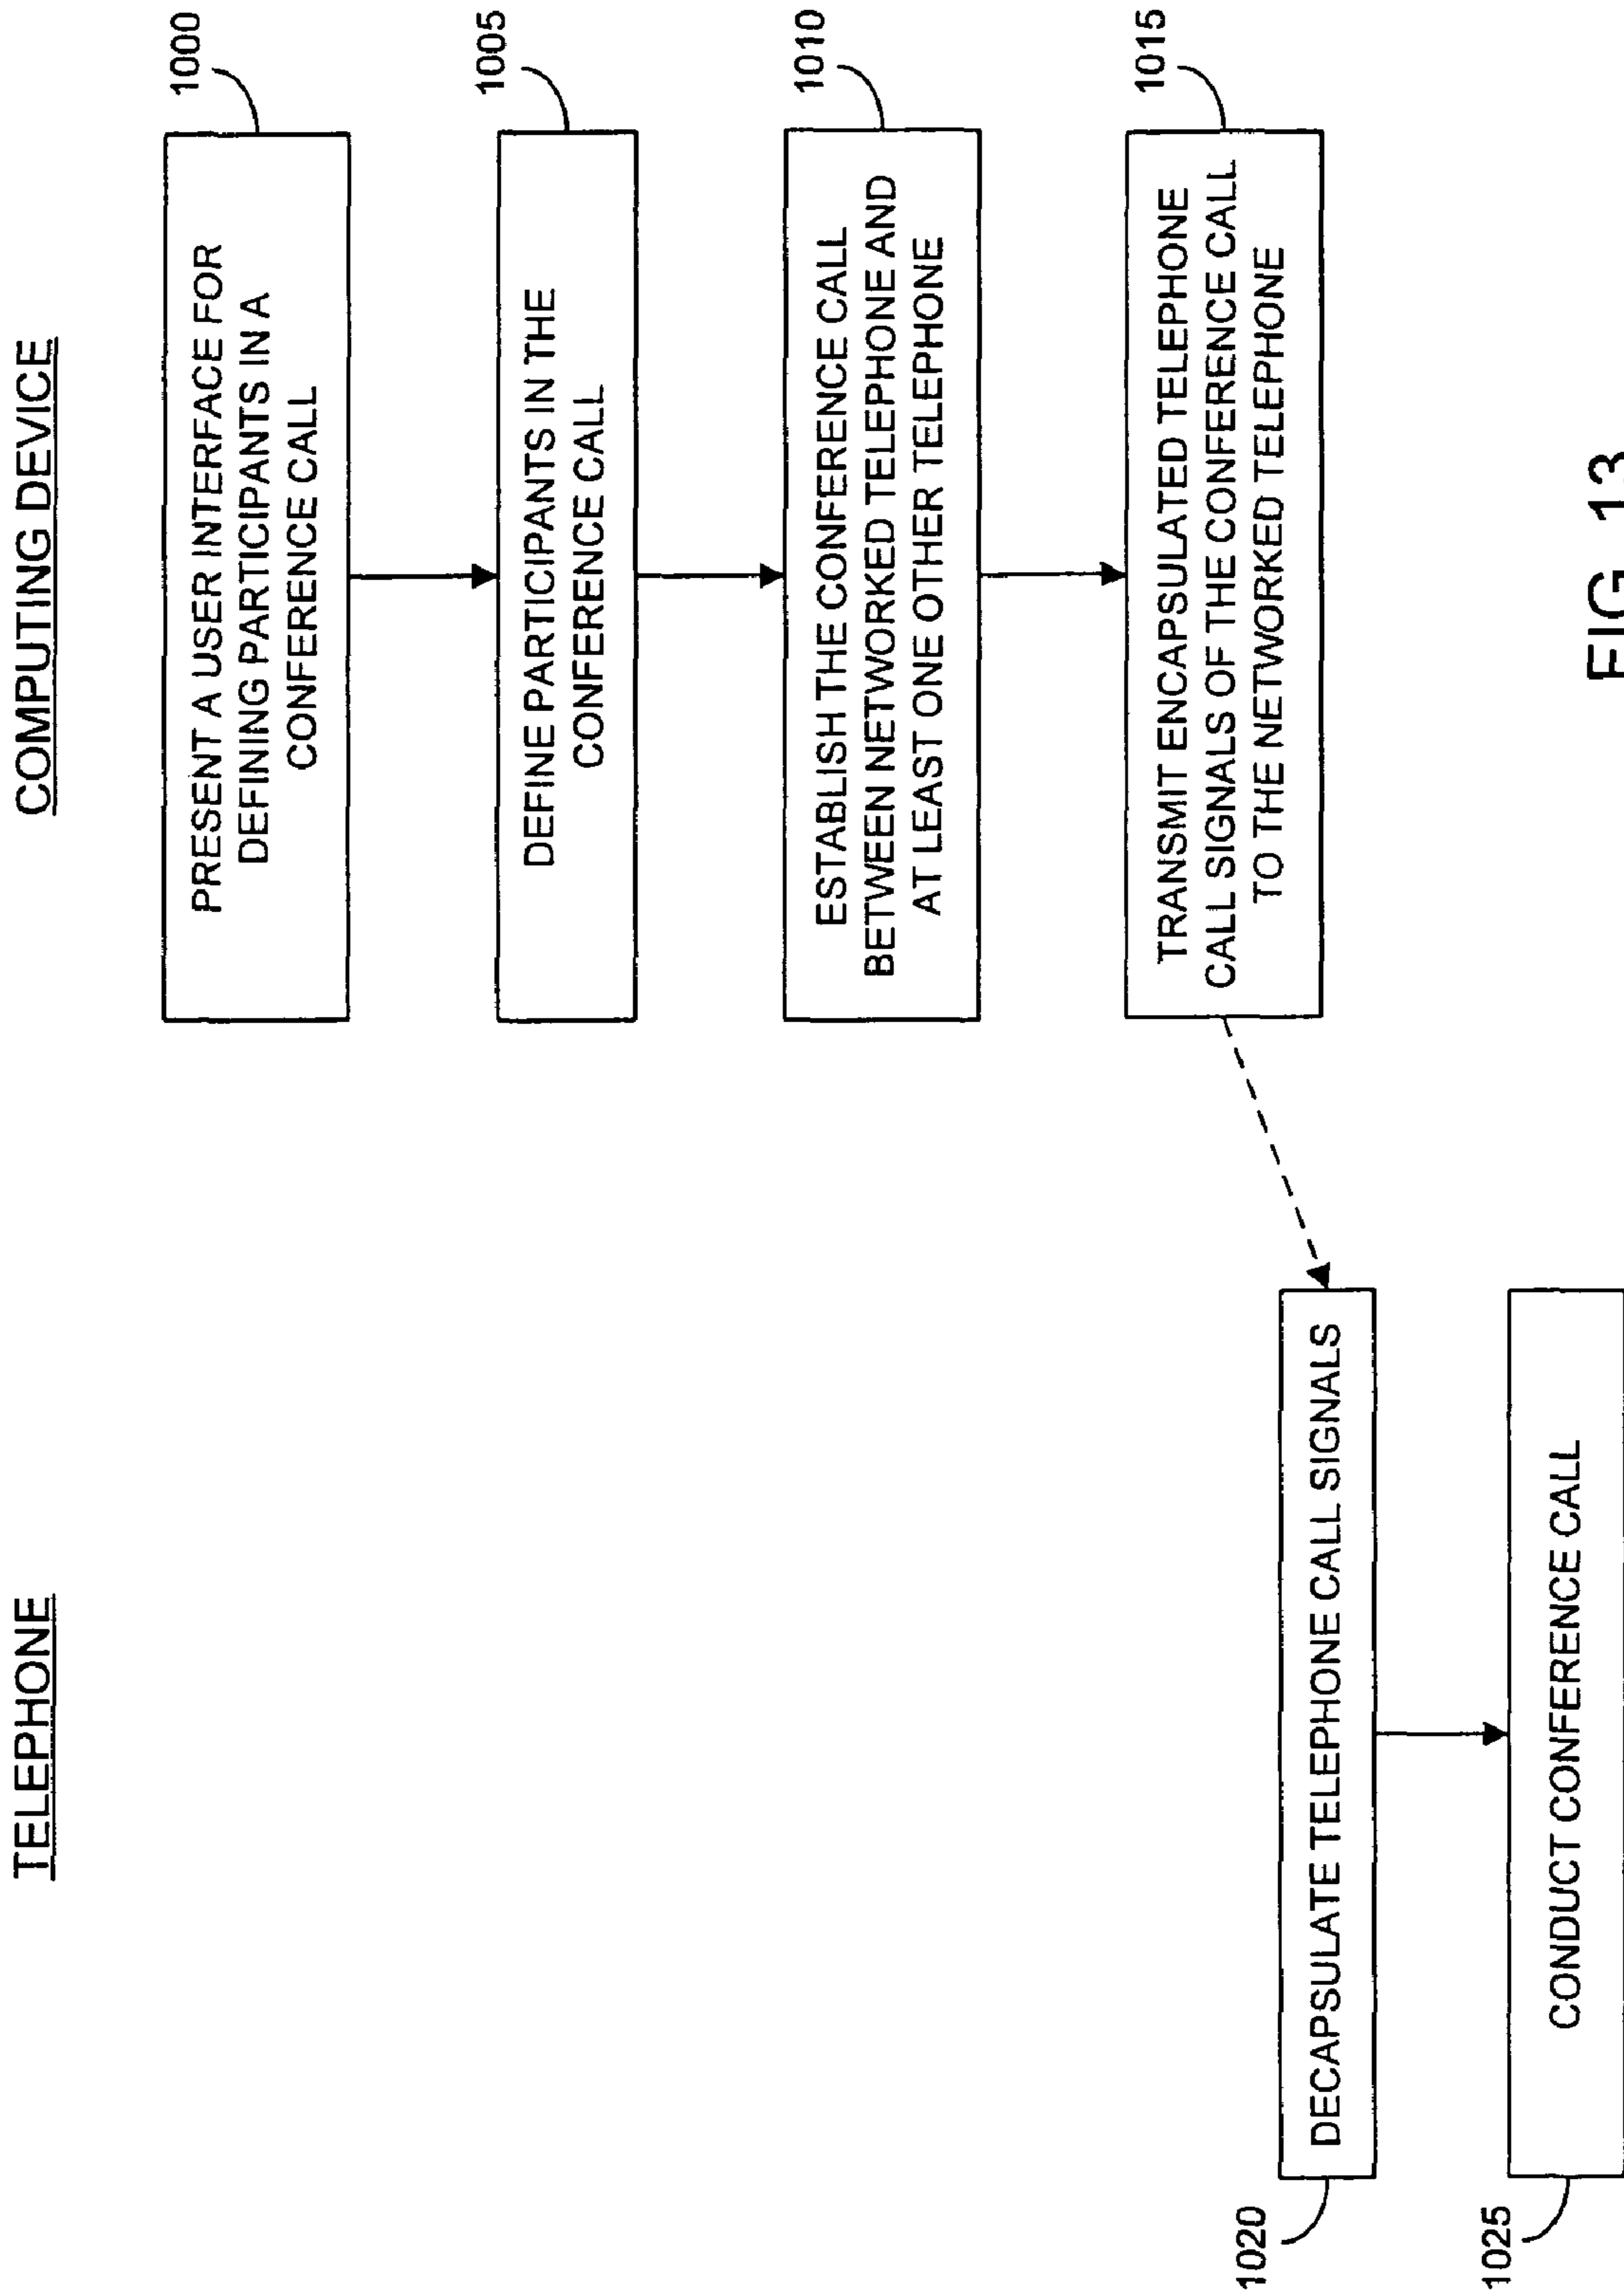 TELEPHONE
COMPUTING DEVICE
1000
PRESENT A USER INTERFACE FOR
DEFINING PARTICIPANTS IN A
CONFERENCE CALL
1005
DEFINE PARTICIPANTS IN THE
CONFERENCE CALL
1010
ESTABLISH THE CONFERENCE CALL
BETWEEN NETWORKED TELEPHONE AND
AT LEAST ONE OTHER TELEPHONE
1015
TRANSMIT ENCAPSULATED TELEPHONE
CALL SIGNALS OF THE CONFERENCE CALL
TO THE NETWORKED TELEPHONE
1020
DECAPSULATE TELEPHONE CALL SIGNALS
1025
CONDUCT CONFERENCE CALL
FIG. 13